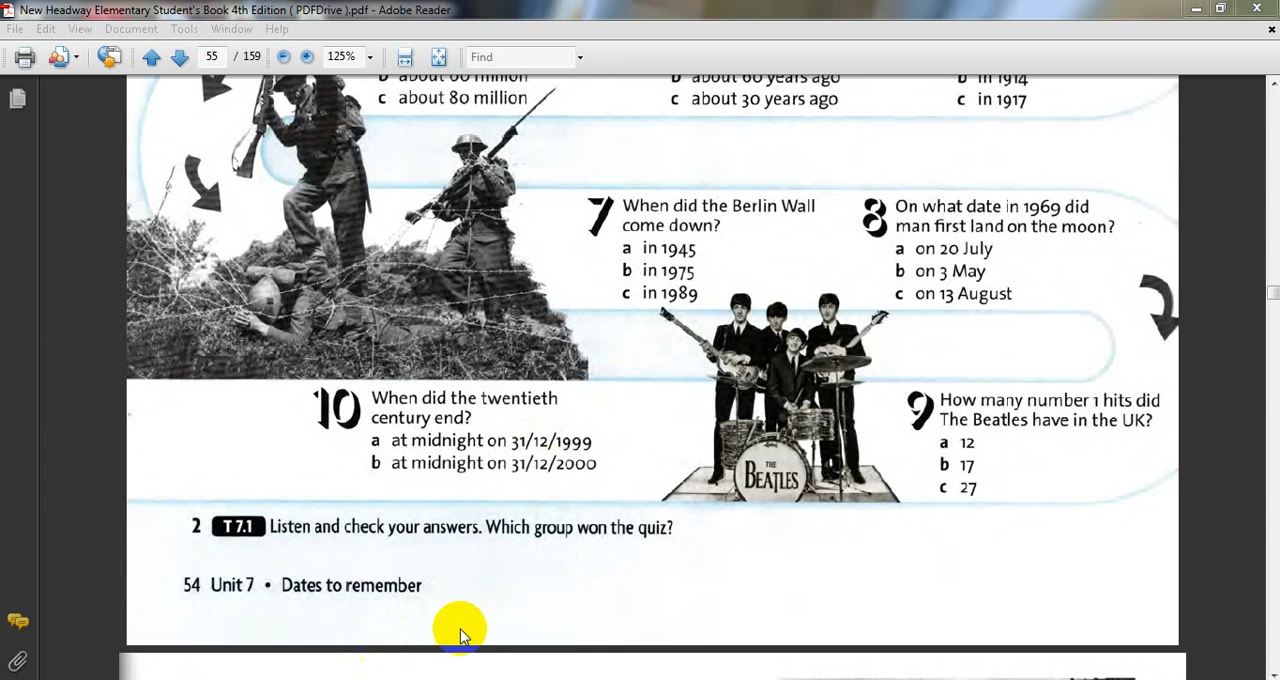 New Headway Elementary Student's Book 4th Edition ( PDFDrive ).pdf - Adobe Reader
File Edit View Document Tools Window Help
55 / 159 125% Find
b about 60 million
c about 80 million
b about 60 years ago
c about 30 years ago
b in 1914
c in 1917
7 When did the Berlin Wall
come down?
a in 1945
b in 1975
c in 1989
8 On what date in 1969 did
man first land on the moon?
a on 20 July
b on 3 May
c on 13 August
10 When did the twentieth
century end?
a at midnight on 31/12/1999
b at midnight on 31/12/2000
THE
BEATLES
9 How many number 1 hits did
The Beatles have in the UK?
a 12
b 17
c 27
2 T 7.1 Listen and check your answers. Which group won the quiz?
54 Unit 7 • Dates to remember